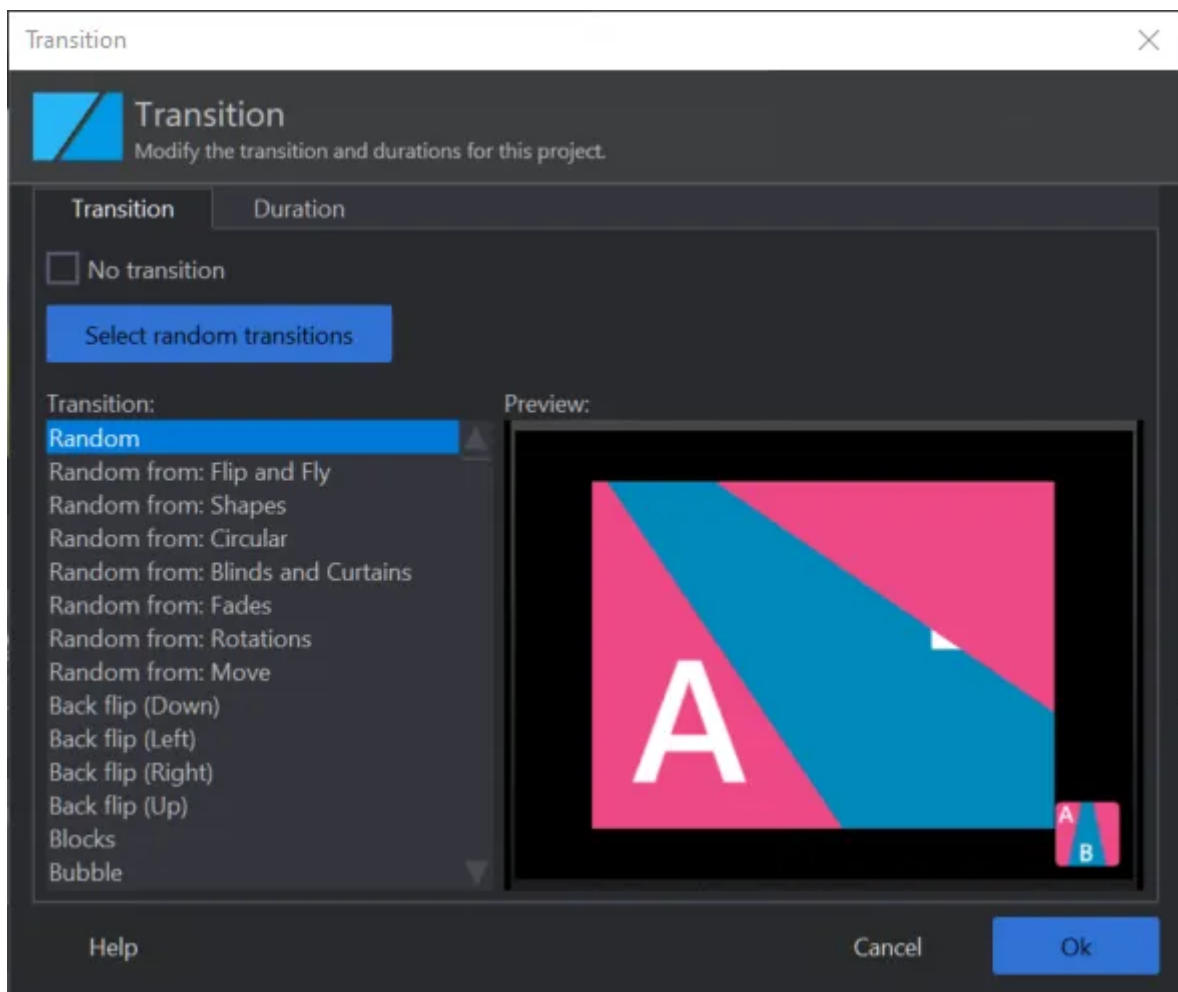 Transition
Transition
Modify the transition and durations for this project.
Transition
Duration
No transition
Select random transitions
Transition:
Random
Random from: Flip and Fly
Random from: Shapes
Random from: Circular
Random from: Blinds and Curtains
Random from: Fades
Random from: Rotations
Random from: Move
Back flip (Down)
Back flip (Left)
Back flip (Right)
Back flip (Up)
Blocks
Bubble
Preview:
A
A
B
Help
Cancel
Ok